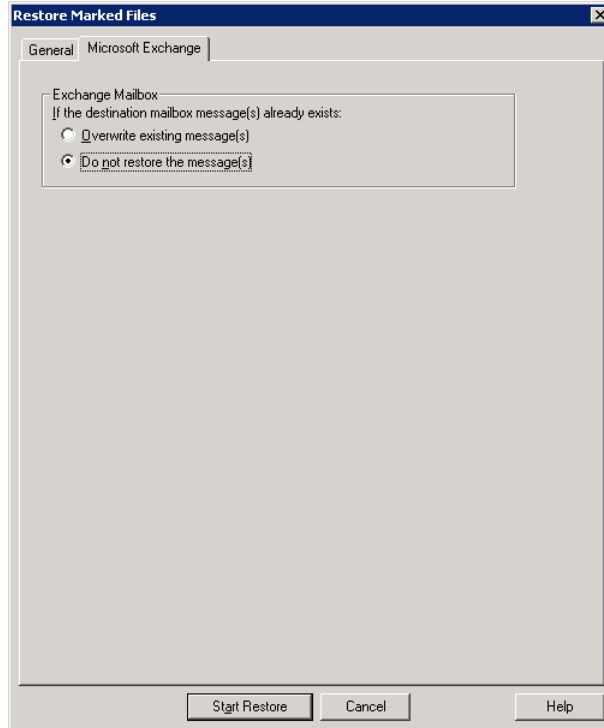 Restore Marked Files
General
Microsoft Exchange
Exchange Mailbox
If the destination mailbox message(s) already exists:
Overwrite existing message(s)
Do not restore the message(s)
Start Restore
Cancel
Help